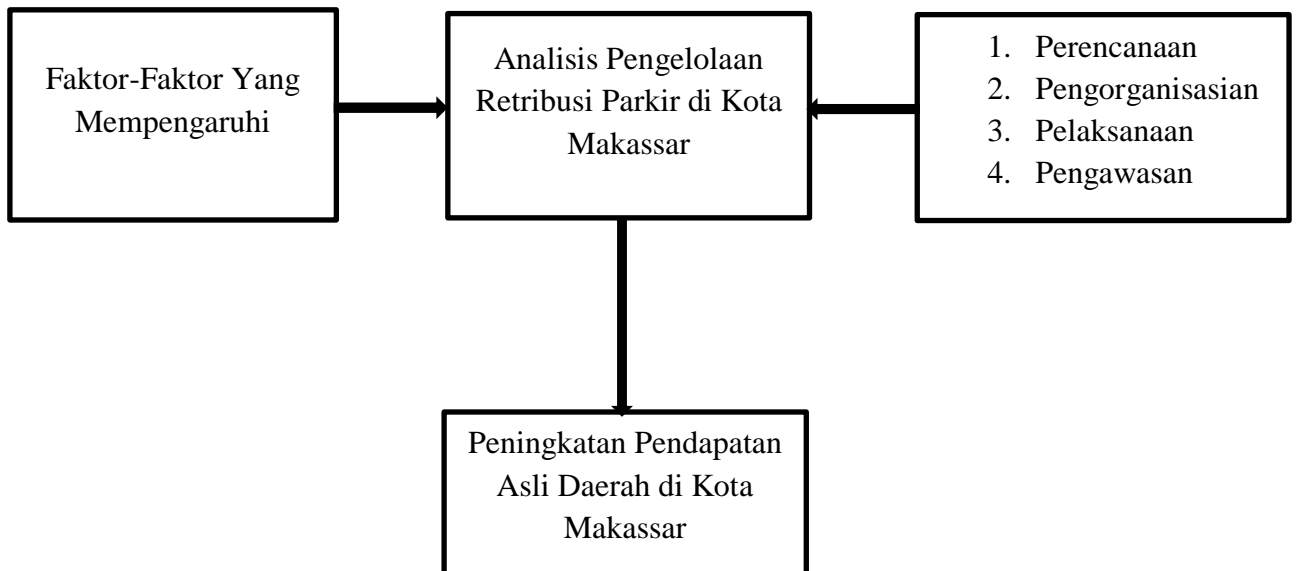 Faktor-Faktor Yang
Mempengaruhi
Analisis Pengelolaan
Retribusi Parkir di Kota
Makassar
1. Perencanaan
2. Pengorganisasian
3. Pelaksanaan
4. Pengawasan
Peningkatan Pendapatan
Asli Daerah di Kota
Makassar